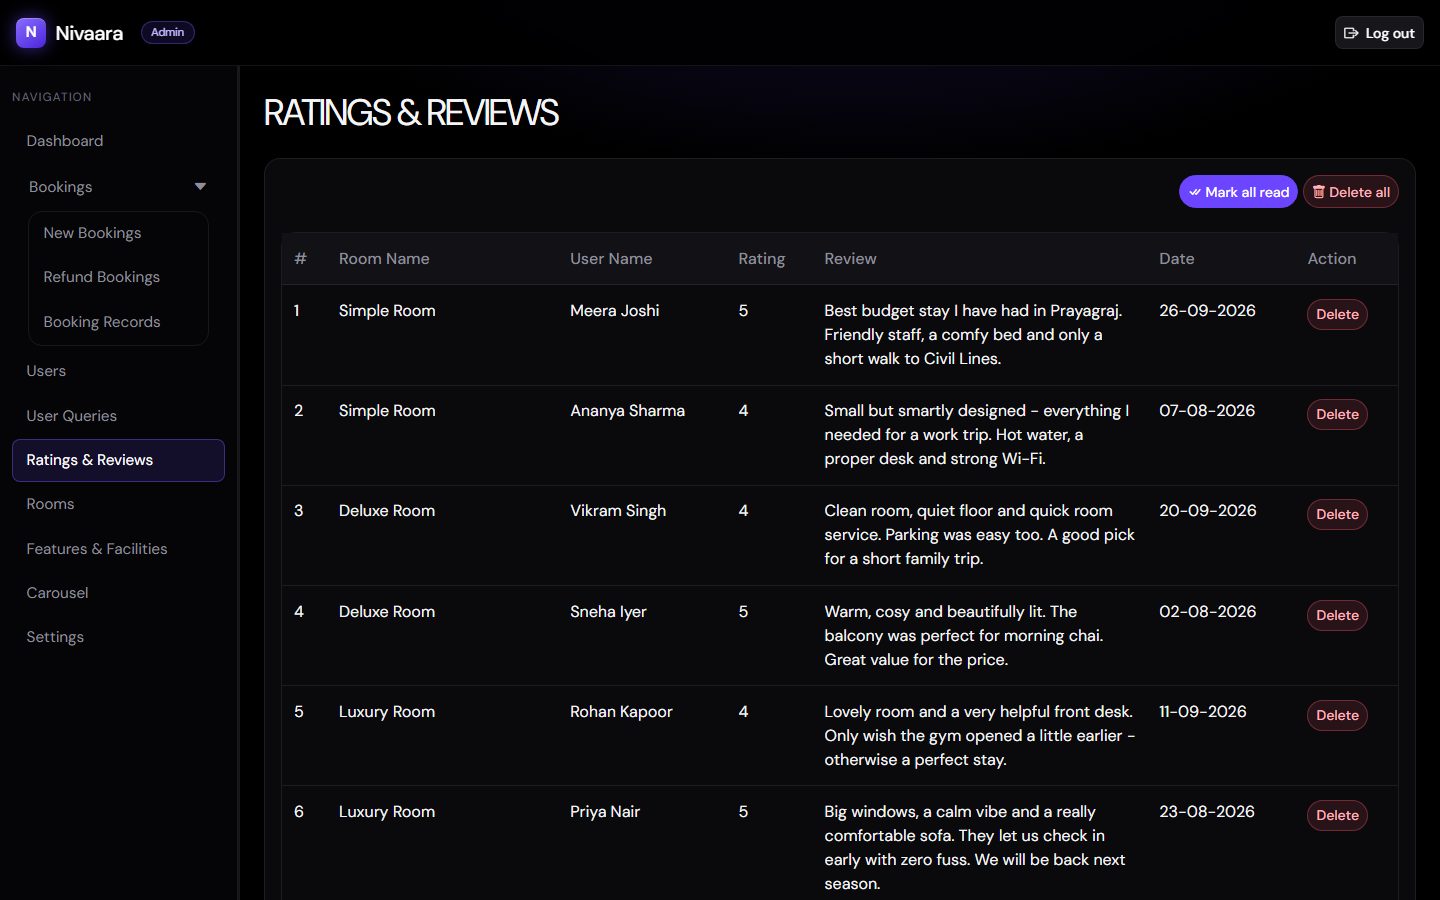 N Nivaara Admin Log out
NAVIGATION
Dashboard
Bookings
New Bookings
Refund Bookings
Booking Records
Users
User Queries
Ratings & Reviews
Rooms
Features & Facilities
Carousel
Settings
RATINGS & REVIEWS
Mark all read Delete all
# Room Name User Name Rating Review Date Action
1 Simple Room Meera Joshi 5 Best budget stay I have had in Prayagraj. 26-09-2026 Delete
Friendly staff, a comfy bed and only a
short walk to Civil Lines.
2 Simple Room Ananya Sharma 4 Small but smartly designed - everything I 07-08-2026 Delete
needed for a work trip. Hot water, a
proper desk and strong Wi-Fi.
3 Deluxe Room Vikram Singh 4 Clean room, quiet floor and quick room 20-09-2026 Delete
service. Parking was easy too. A good pick
for a short family trip.
4 Deluxe Room Sneha Iyer 5 Warm, cosy and beautifully lit. The 02-08-2026 Delete
balcony was perfect for morning chai.
Great value for the price.
5 Luxury Room Rohan Kapoor 4 Lovely room and a very helpful front desk. 11-09-2026 Delete
Only wish the gym opened a little earlier -
otherwise a perfect stay.
6 Luxury Room Priya Nair 5 Big windows, a calm vibe and a really 23-08-2026 Delete
comfortable sofa. They let us check in
early with zero fuss. We will be back next
season.